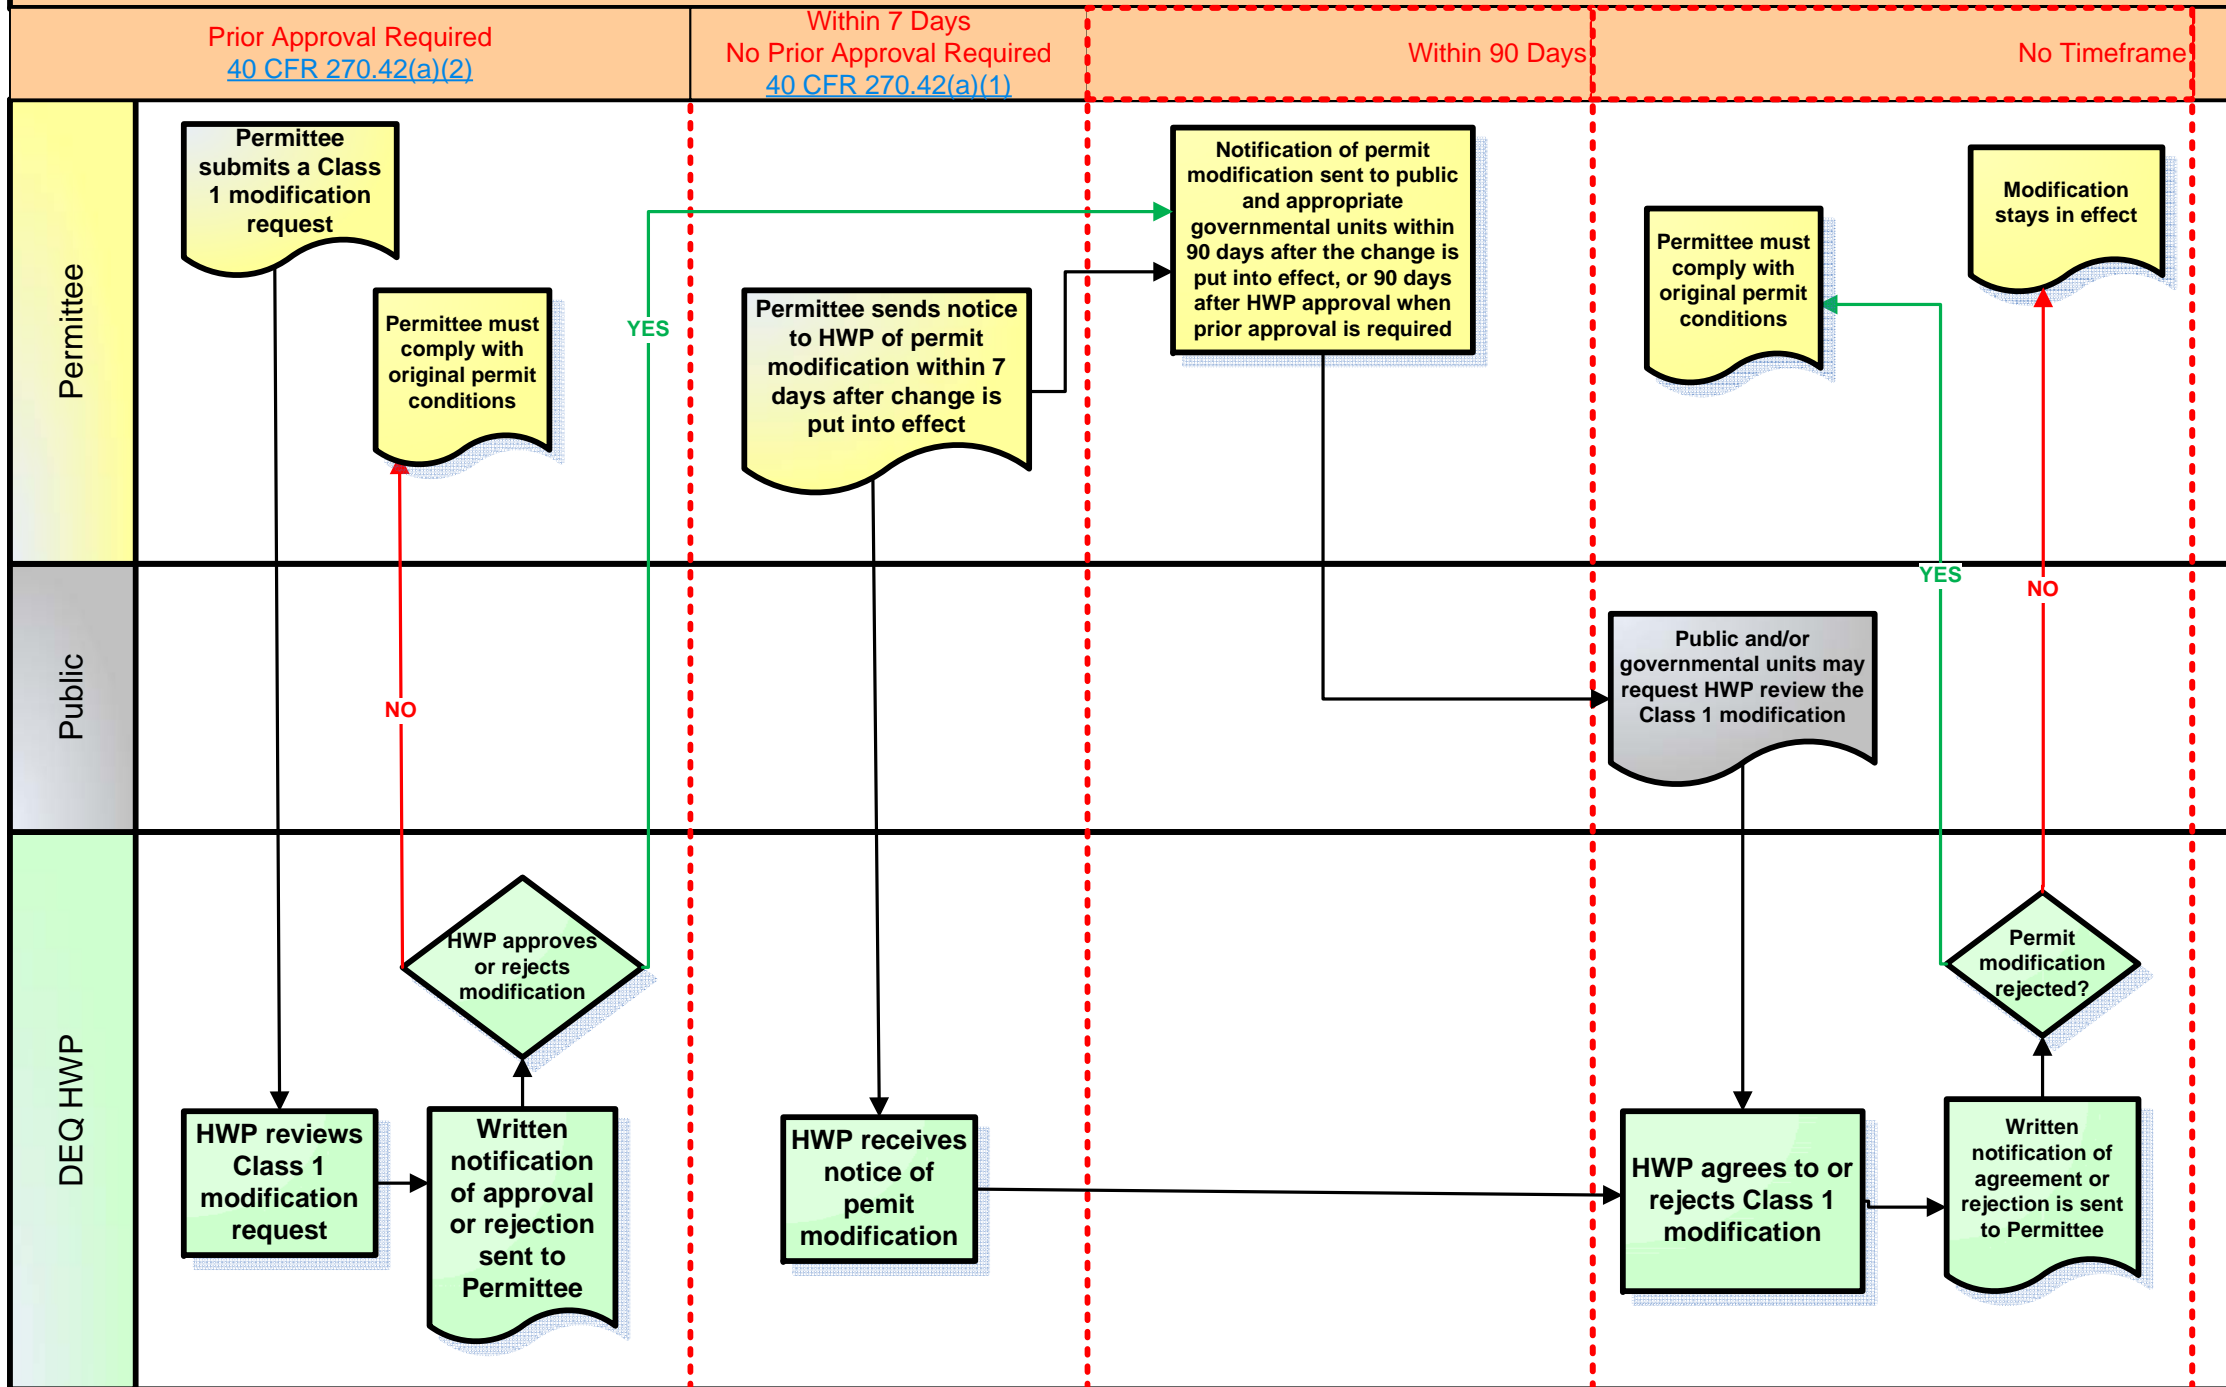 Prior Approval Required
40 CFR 270.42(a)(2)
Within 7 Days
No Prior Approval Required
40 CFR 270.42(a)(1)
Within 90 Days
No Timeframe
Permittee
Permittee
submits a Class
1 modification
request
Permittee must
comply with
original permit
conditions
YES
Permittee sends notice
to HWP of permit
modification within 7
days after change is
put into effect
Notification of permit
modification sent to public
and appropriate
governmental units within
90 days after the change is
put into effect, or 90 days
after HWP approval when
prior approval is required
Permittee must
comply with
original permit
conditions
Modification
stays in effect
Public
NO
Public and/or
governmental units may
request HWP review the
Class 1 modification
YES
NO
DEQ HWP
HWP approves
or rejects
modification
HWP reviews
Class 1
modification
request
Written
notification
of approval
or rejection
sent to
Permittee
HWP receives
notice of
pemit
modification
HWP agrees to or
rejects Class 1
modification
Permit
modification
rejected?
Written
notification of
agreement or
rejection is sent
to Permittee